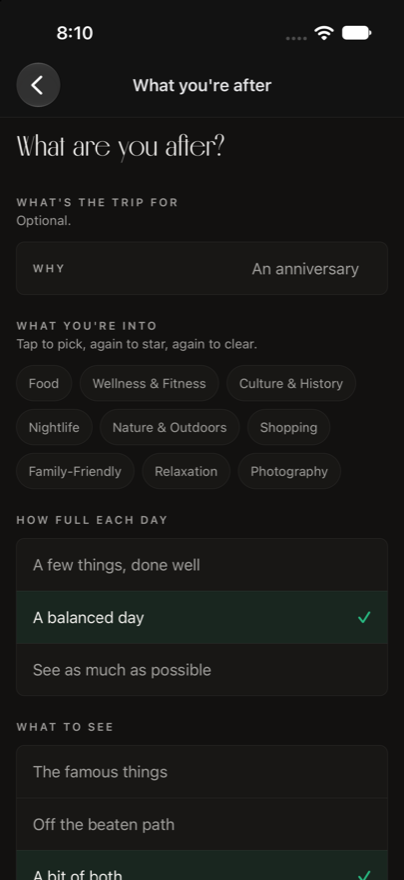 8:10
What you're after
What are you after?
WHAT'S THE TRIP FOR
Optional.
WHY An anniversary
WHAT YOU'RE INTO
Tap to pick, again to star, again to clear.
Food Wellness & Fitness Culture & History
Nightlife Nature & Outdoors Shopping
Family-Friendly Relaxation Photography
HOW FULL EACH DAY
A few things, done well
A balanced day
See as much as possible
WHAT TO SEE
The famous things
Off the beaten path
A bit of both